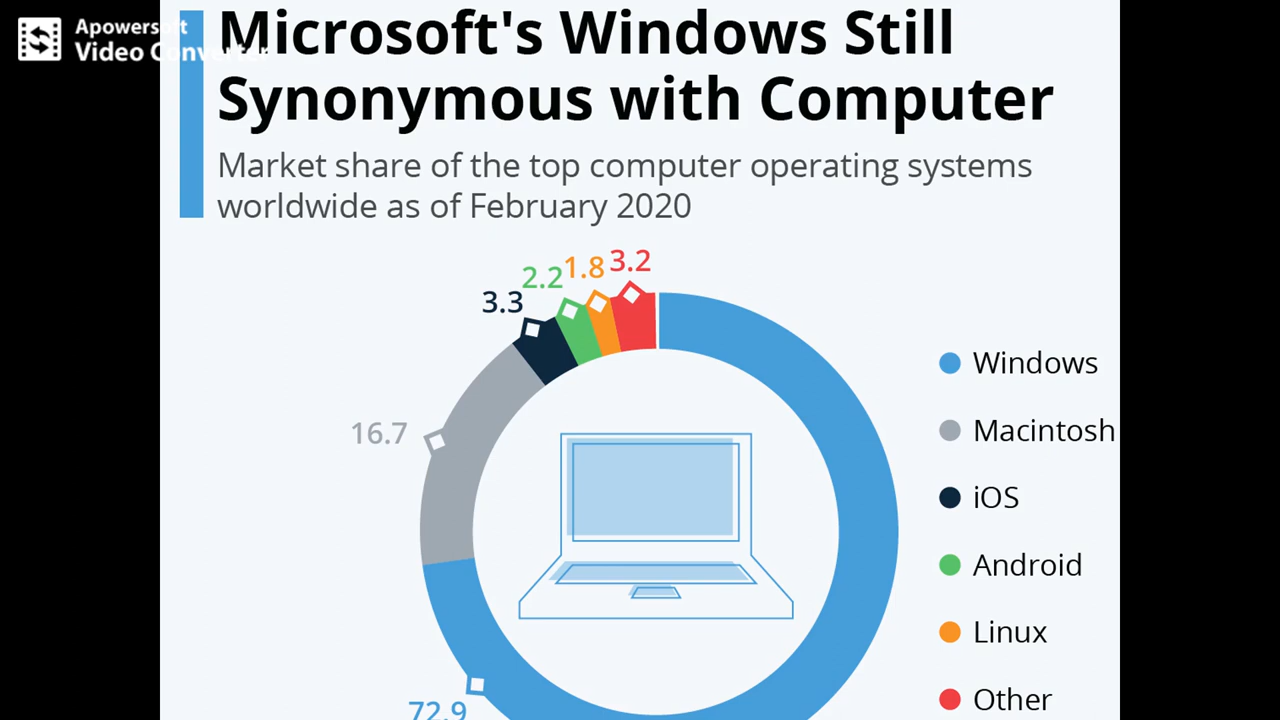 Apowersoft
Video Converter
Microsoft's Windows Still
Synonymous with Computer
Market share of the top computer operating systems
worldwide as of February 2020
3.3
2.2
1.8
3.2
16.7
72.9
Windows
Macintosh
iOS
Android
Linux
Other